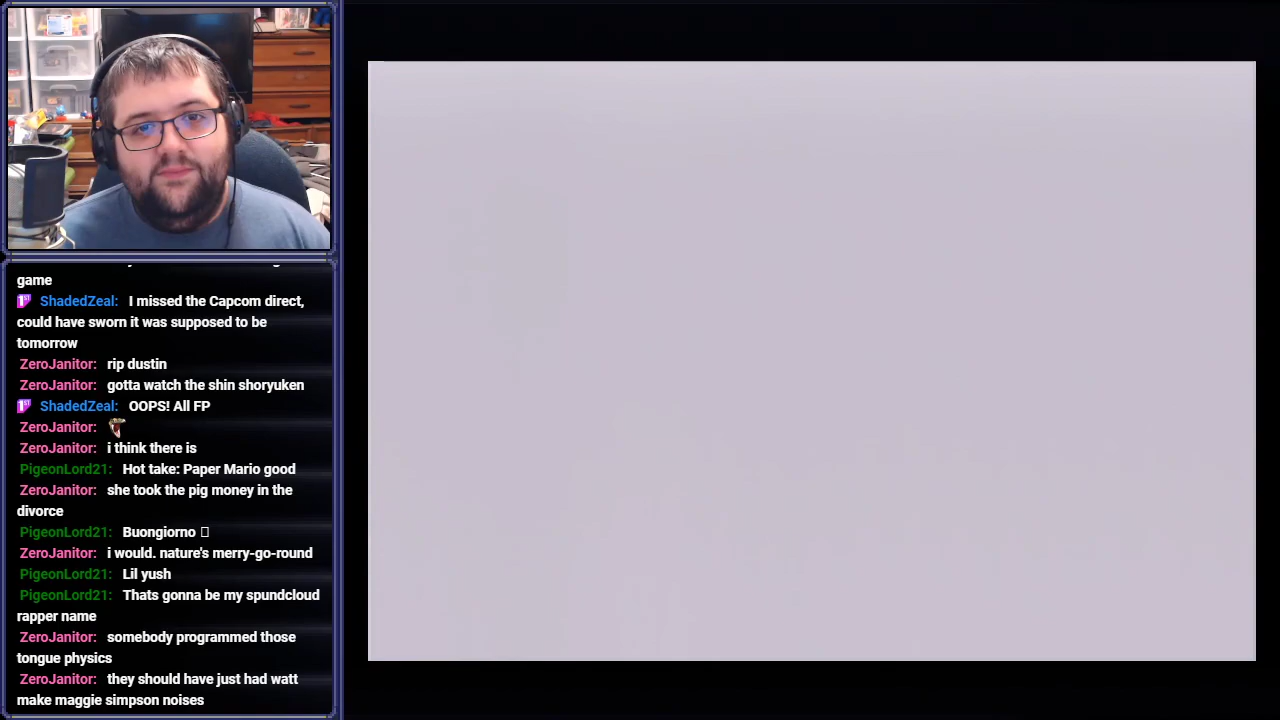 game
ShadedZeal: I missed the Capcom direct,
could have sworn it was supposed to be
tomorrow
ZeroJanitor: rip dustin
ZeroJanitor: gotta watch the shin shoryuken
ShadedZeal: OOPS! All FP
ZeroJanitor:
ZeroJanitor: i think there is
PigeonLord21: Hot take: Paper Mario good
ZeroJanitor: she took the pig money in the
divorce
PigeonLord21: Buongiorno
ZeroJanitor: i would. nature's merry-go-round
PigeonLord21: Lil yush
PigeonLord21: Thats gonna be my spundcloud
rapper name
ZeroJanitor: somebody programmed those
tongue physics
ZeroJanitor: they should have just had watt
make maggie simpson noises